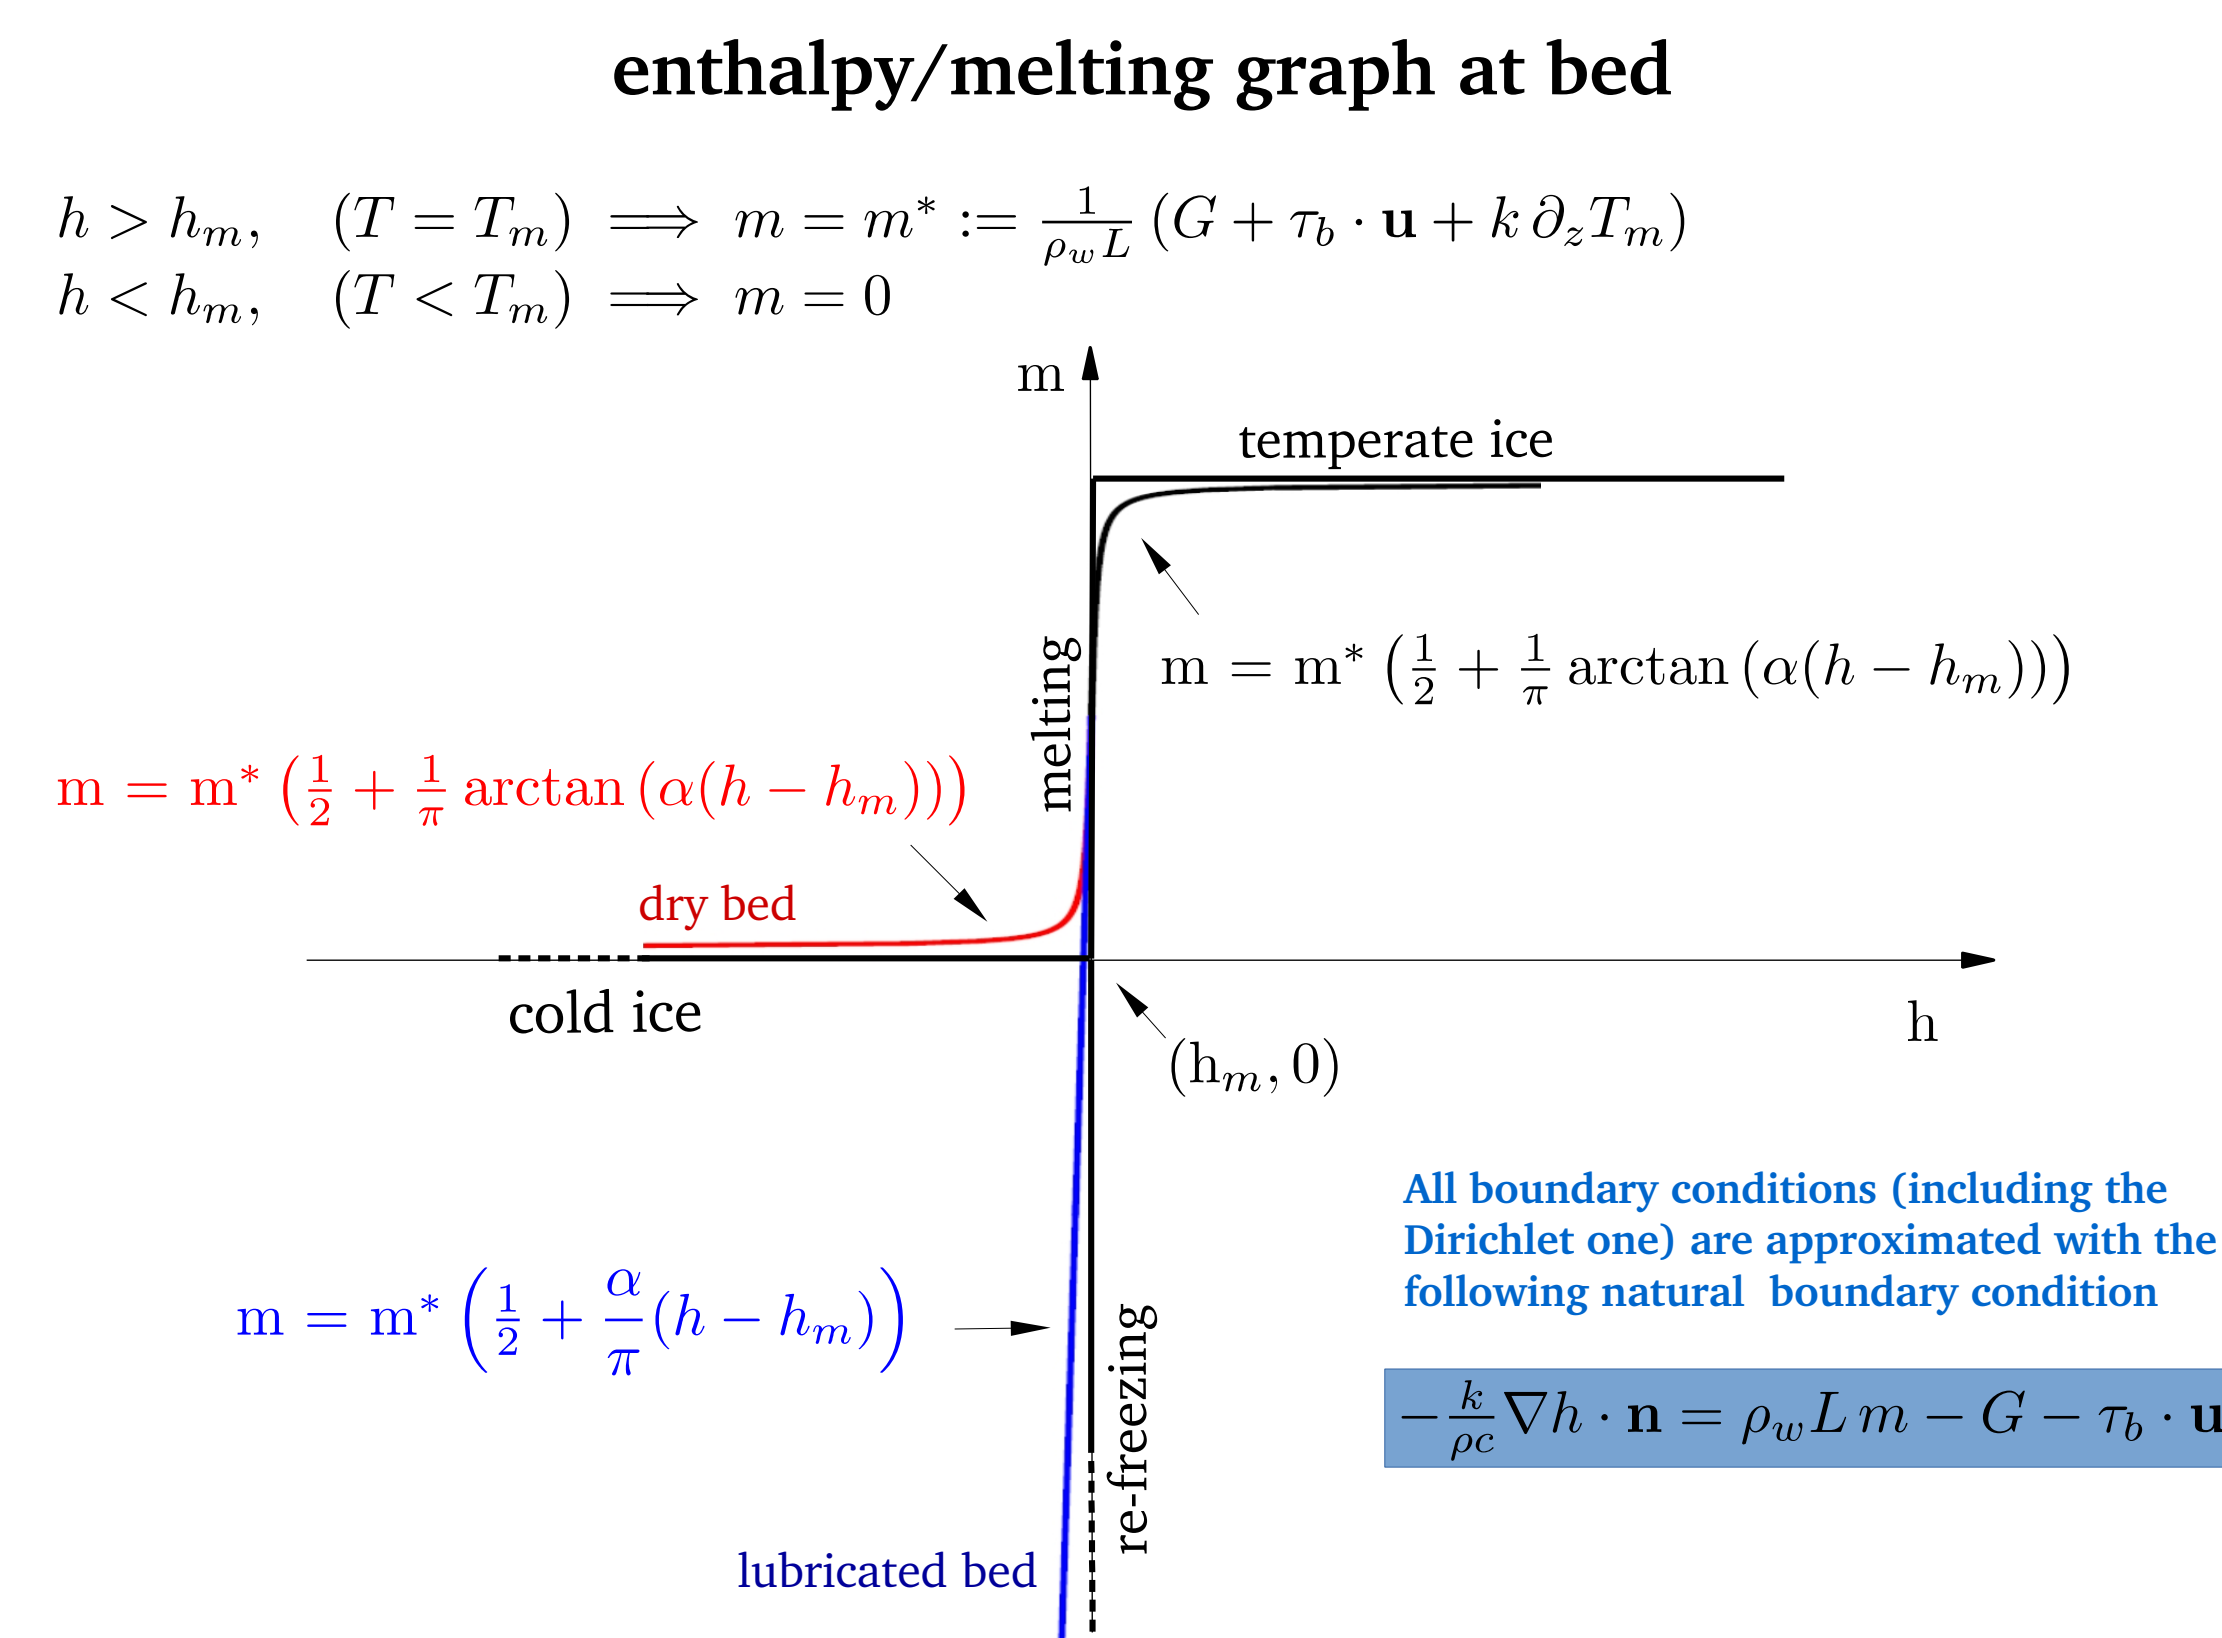 enthalpy/melting graph at bed
h > h_m, (T = T_m) ⟹ m = m* := 1/(ρ_w L) (G + τ_b · u + k ∂_z T_m)
h < h_m, (T < T_m) ⟹ m = 0
m
temperate ice
melting
m = m* (1/2 + 1/π arctan (α(h − h_m)))
m = m* (1/2 + 1/π arctan (α(h − h_m)))
dry bed
cold ice
h
(h_m, 0)
All boundary conditions (including the
Dirichlet one) are approximated with the
following natural boundary condition
m = m* (1/2 + α/π (h − h_m))
re-freezing
−k/(ρc) ∇h · n = ρ_w L m − G − τ_b · u
lubricated bed